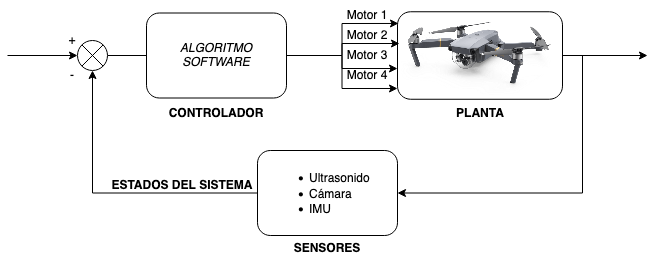 +
-
ALGORITMO
SOFTWARE
CONTROLADOR
Motor 1
Motor 2
Motor 3
Motor 4
PLANTA
ESTADOS DEL SISTEMA
• Ultrasonido
• Cámara
• IMU
SENSORES